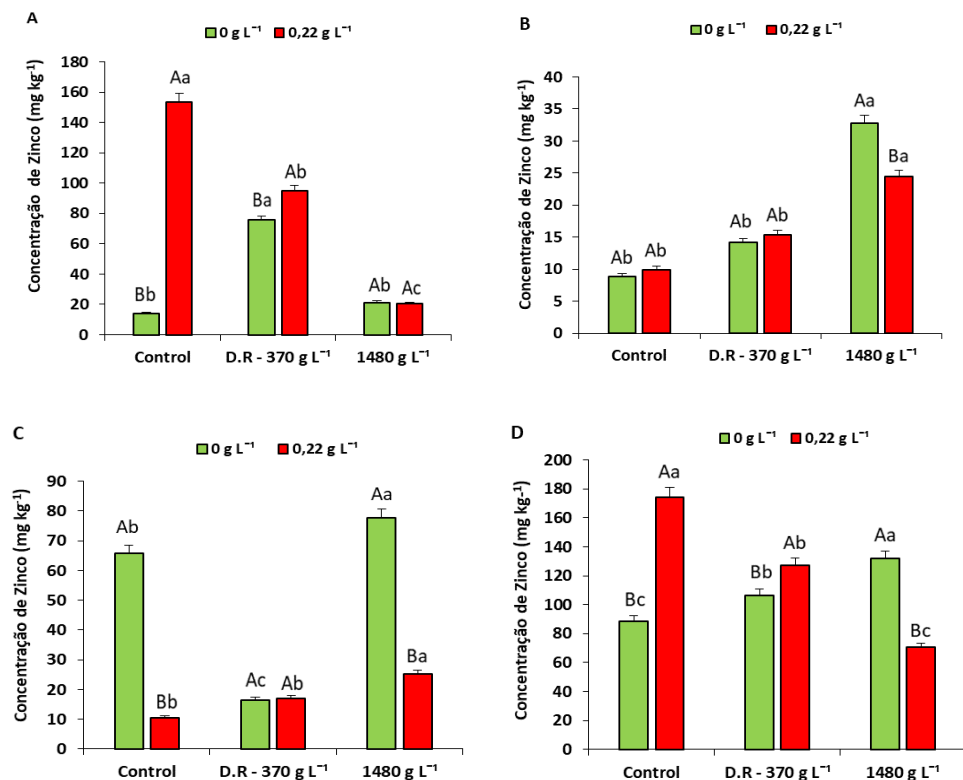 A
0 g L⁻¹ 0,22 g L⁻¹
Concentração de Zinco (mg kg⁻¹)
180
160
140
120
100
80
60
40
20
0
Bb Aa Ba Ab Ab Ac
Control D.R - 370 g L⁻¹ 1480 g L⁻¹
B
0 g L⁻¹ 0,22 g L⁻¹
Concentração de Zinco (mg kg⁻¹)
40
35
30
25
20
15
10
5
0
Ab Ab Ab Ab Aa Ba
Control D.R - 370 g L⁻¹ 1480 g L⁻¹
C
0 g L⁻¹ 0,22 g L⁻¹
Concentração de Zinco (mg kg⁻¹)
90
80
70
60
50
40
30
20
10
0
Ab Bb Ac Ab Aa Ba
Control D.R - 370 g L⁻¹ 1480 g L⁻¹
D
0 g L⁻¹ 0,22 g L⁻¹
Concentração de Zinco (mg kg-¹)
200
180
160
140
120
100
80
60
40
20
0
Bc Aa Bb Ab Aa Bc
Control D.R - 370 g L⁻¹ 1480 g L⁻¹